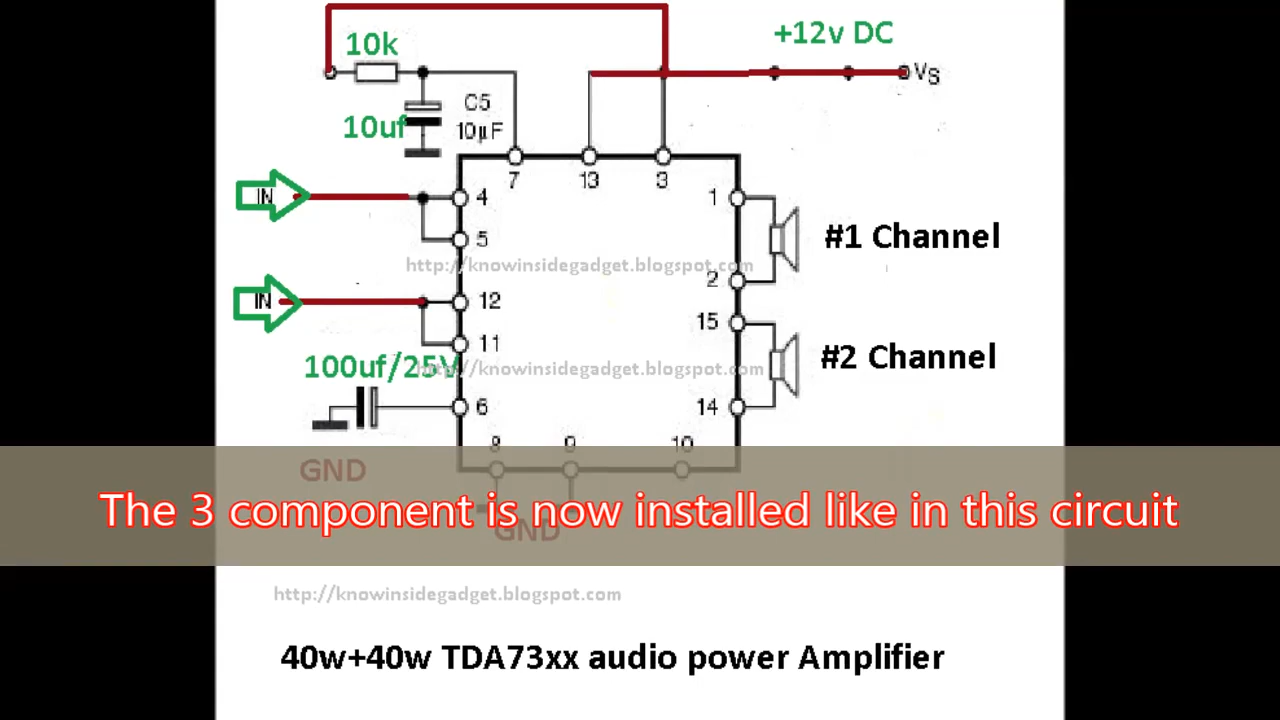 +12v DC
10k
Vs
C5
10uf
10µF
7
13
3
IN
4
1
#1 Channel
5
http://knowinsidegadget.blogspot.com
2
IN
12
15
11
#2 Channel
100uf/25V
http://knowinsidegadget.blogspot.com
6
14
8
9
10
GND
The 3 component is now installed like in this circuit
GND
http://knowinsidegadget.blogspot.com
40w+40w TDA73xx audio power Amplifier